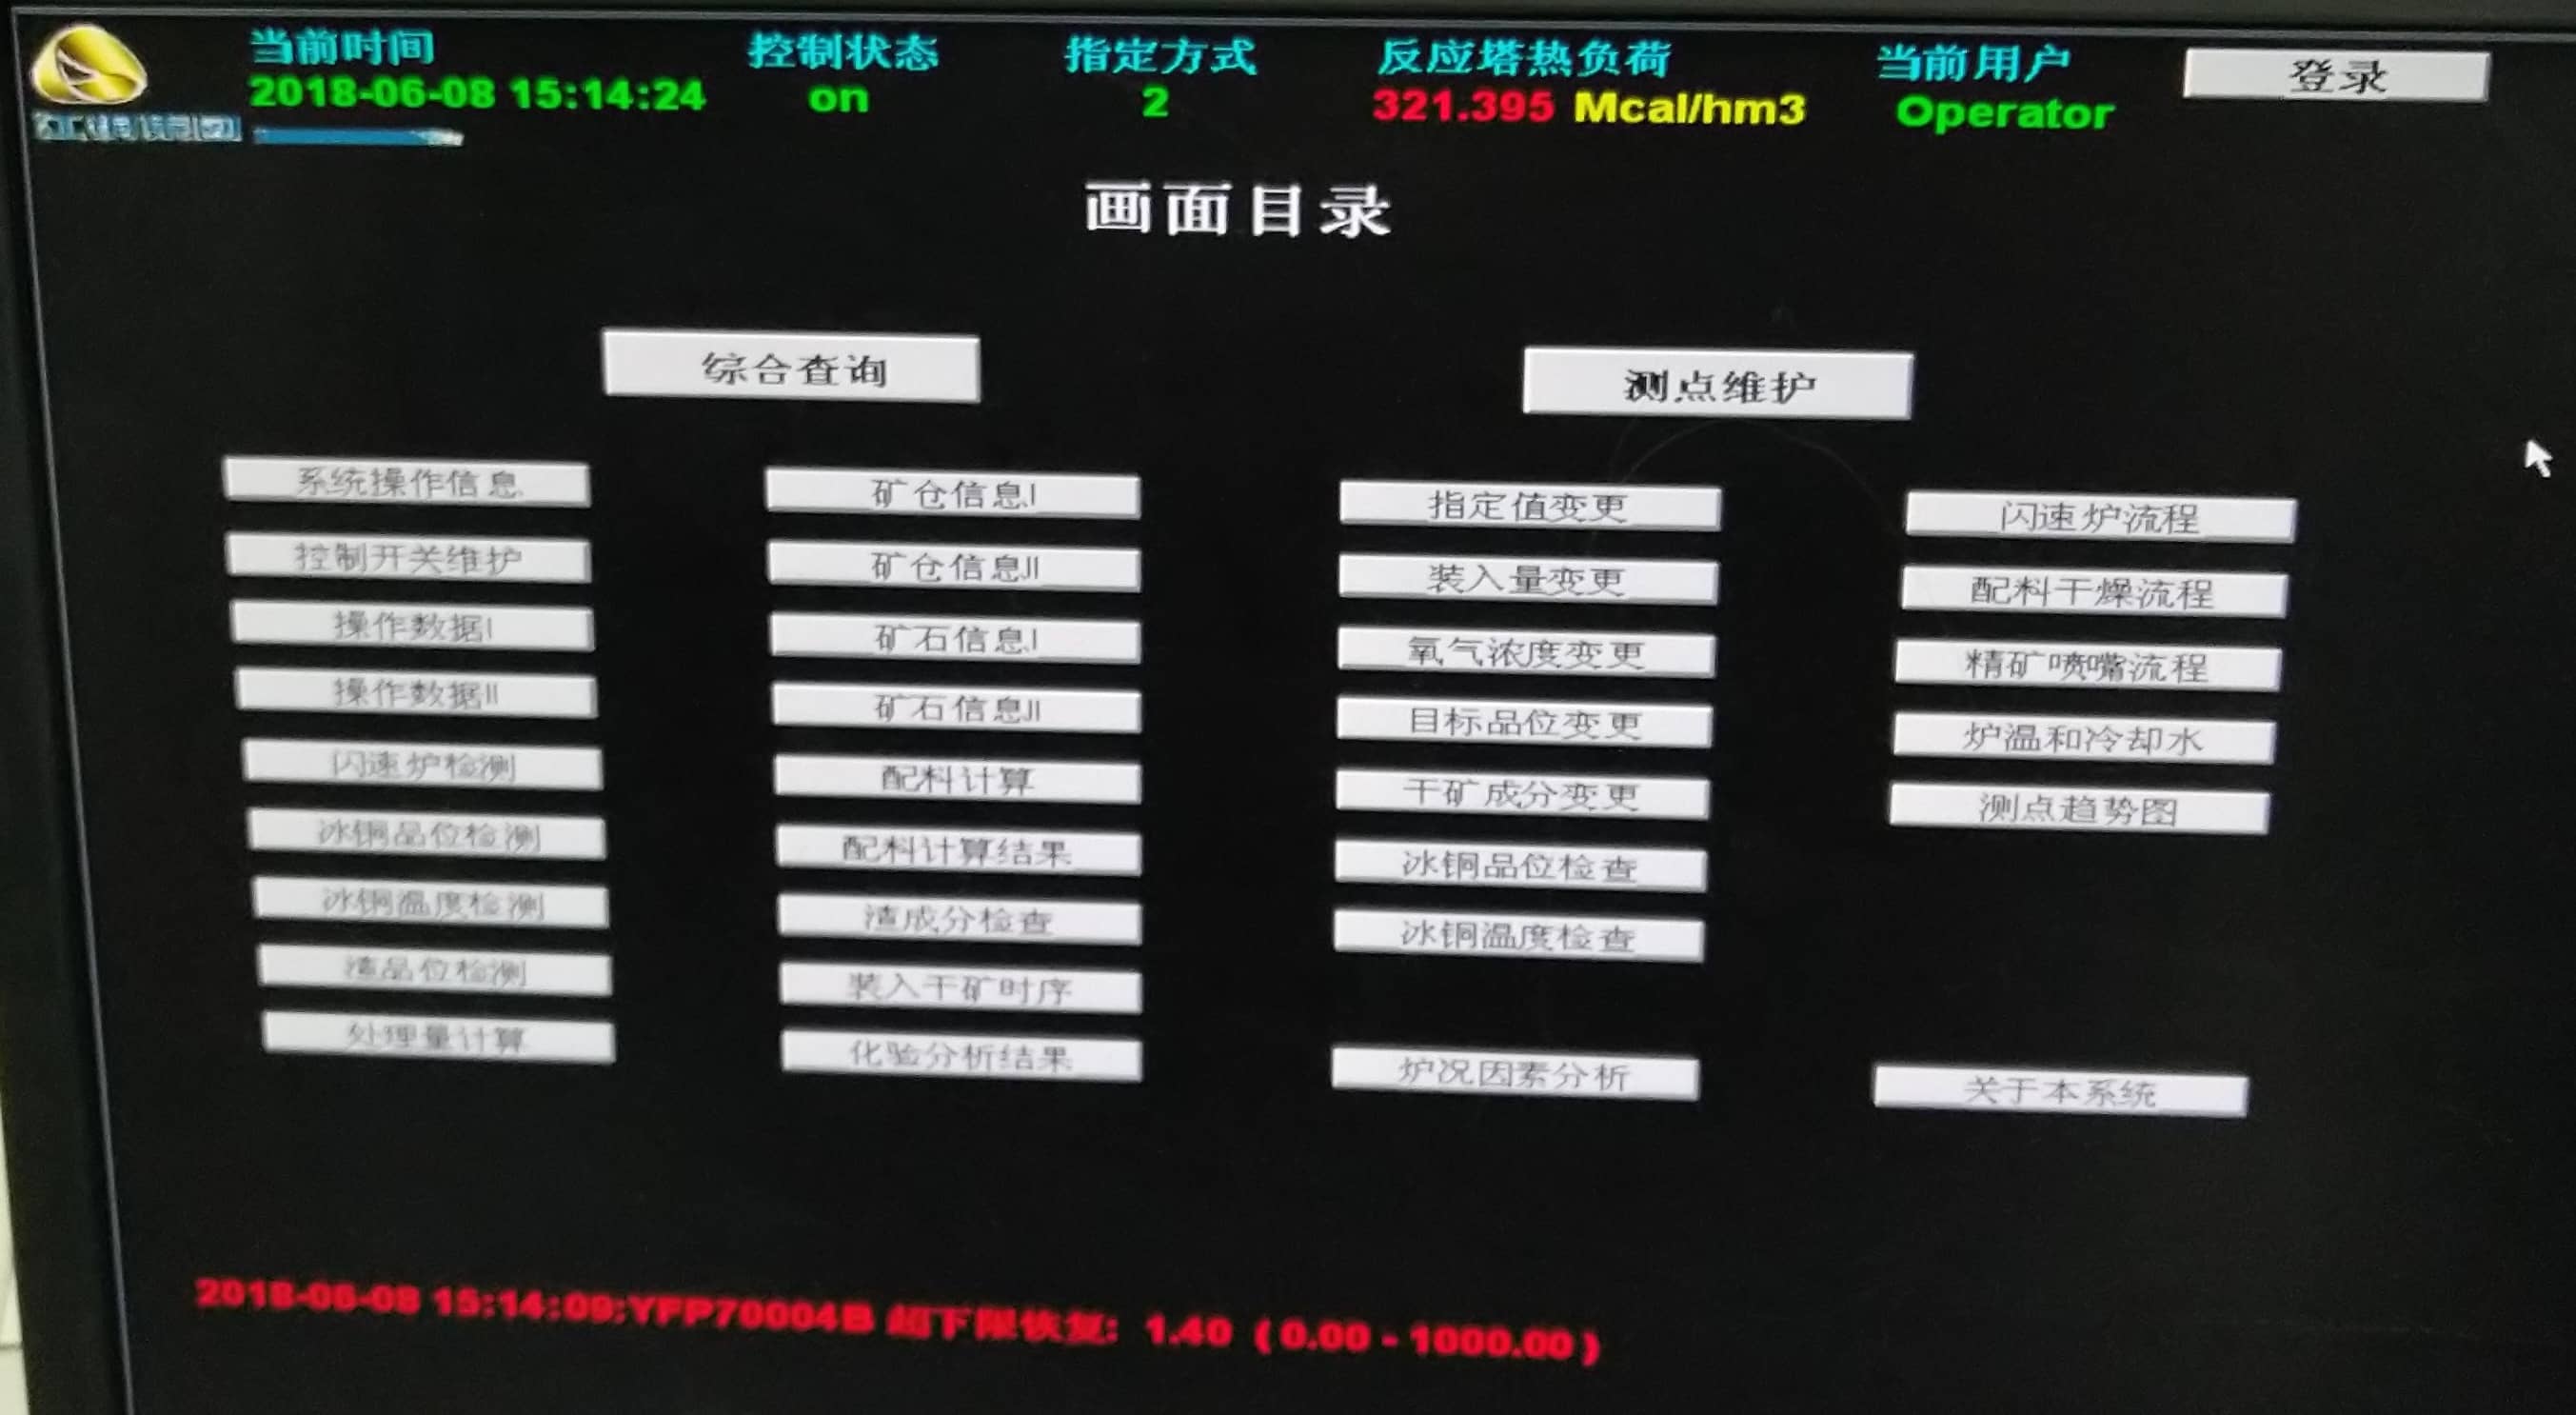 当前时间 控制状态 指定方式 反应塔热负荷 当前用户 登录
2018-06-08 15:14:24 on 2 321.395 Mcal/hm3 Operator
画面目录
综合查询 测点维护
系统操作信息 矿仓信息I 指定值变更 闪速炉流程
控制开关维护 矿仓信息II 装入量变更 配料干燥流程
操作数据I 矿石信息I 氧气浓度变更 精矿喷嘴流程
操作数据II 矿石信息II 目标品位变更 炉温和冷却水
闪速炉检测 配料计算 干矿成分变更 测点趋势图
冰铜品位检测 配料计算结果 冰铜品位检查
冰铜温度检测 渣成分检查 冰铜温度检查
渣品位检测 装入干矿时序
处理量计算 化验分析结果 炉况因素分析 关于本系统
2018-06-08 15:14:09:YFP70004B 超下限恢复: 1.40 ( 0.00 - 1000.00 )